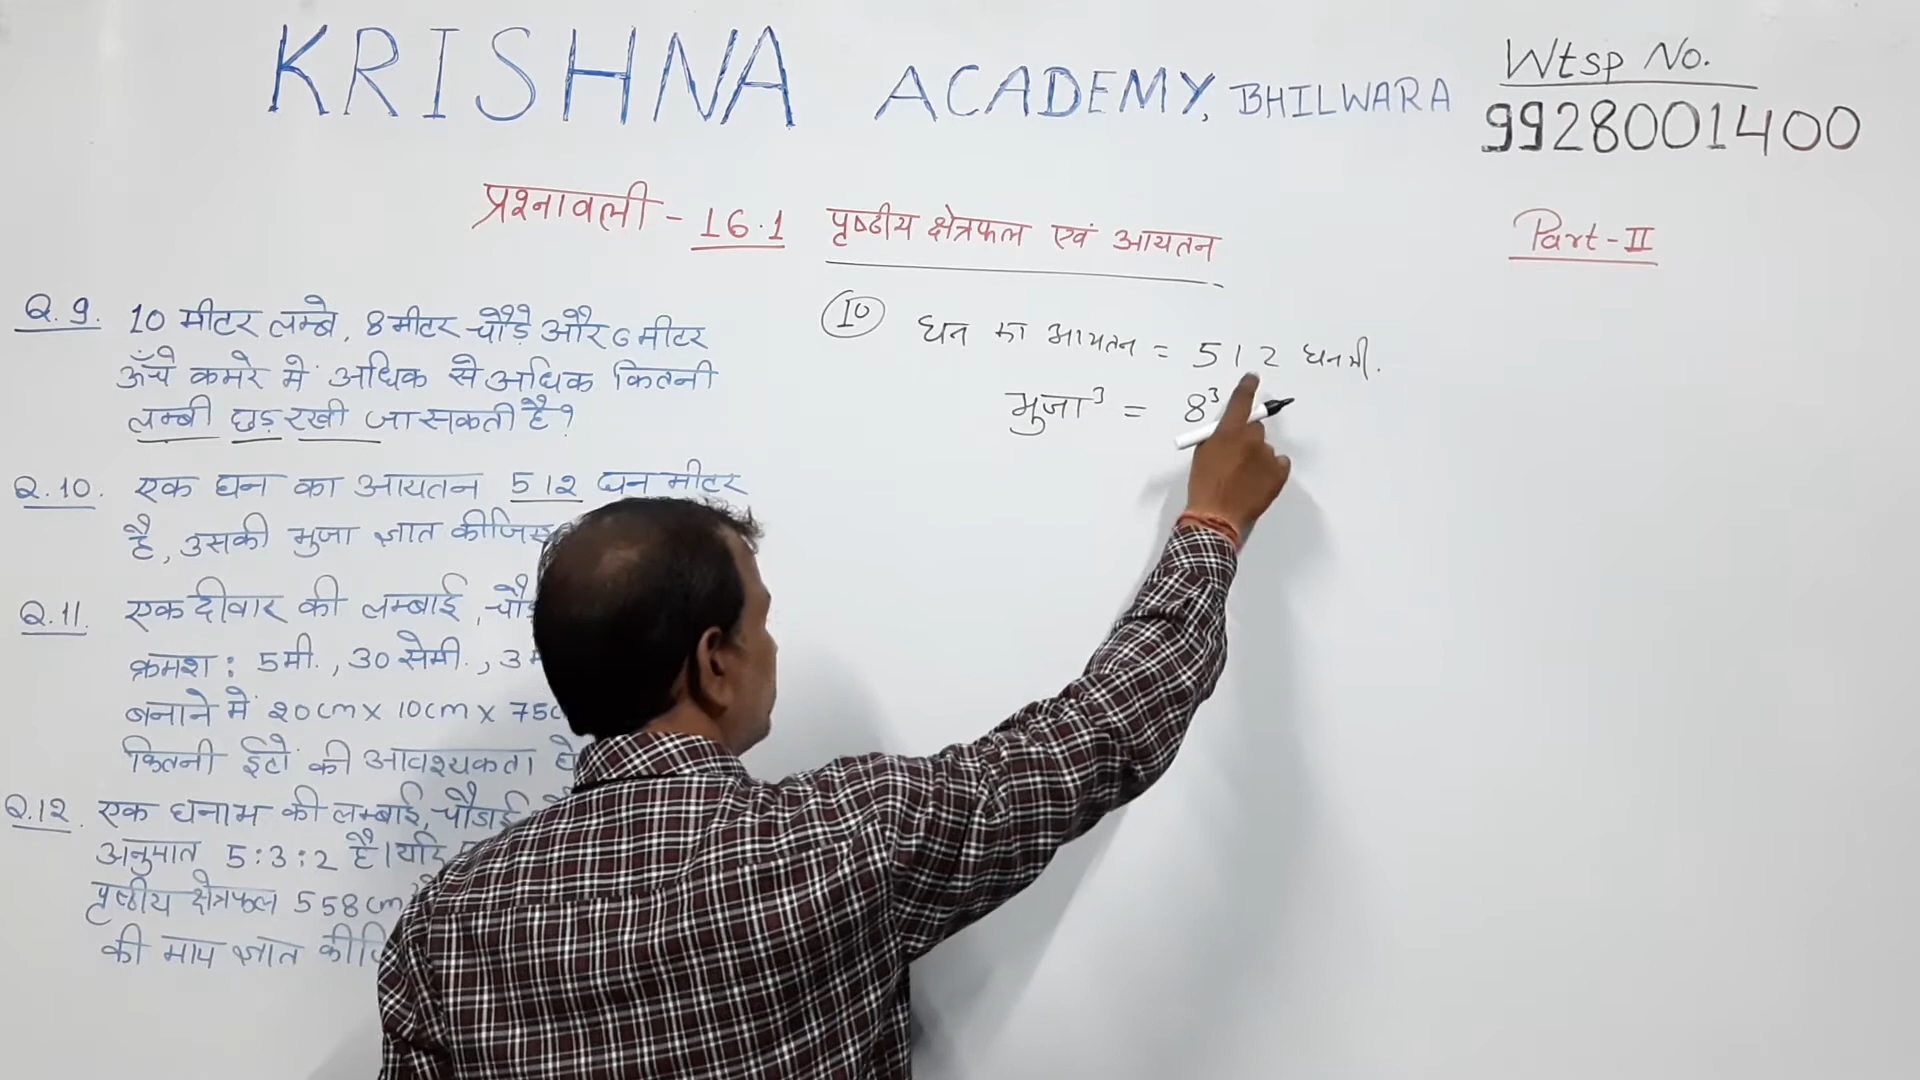 KRISHNA ACADEMY, BHILWARA
Wtsp No.
9928001400
प्रश्नावली - 16.1 पृष्ठीय क्षेत्रफल एवं आयतन
Part-II
Q.9. 10 मीटर लम्बे, 8 मीटर चौड़े और 6 मीटर
ऊँचे कमरे में अधिक से अधिक कितनी
लम्बी छड़ रखी जा सकती है?
Q.10. एक घन का आयतन 512 घन मीटर
है, उसकी भुजा ज्ञात
Q.11. एक दीवार की लम्बाई,
क्रमश: 5मी., 30 सेमी., 3
बनाने में 20cm x 10cm x
कितनी ईंटों की आवश्यकता
Q.12. एक घनाभ की लम्बाई, चौडाई
अनुपात 5:3:2 है। यदि
पृष्ठीय क्षेत्रफल 558cm
की माप ज्ञात
10 घन का आयतन = 512 घनमी.
भुजा³ = 8³